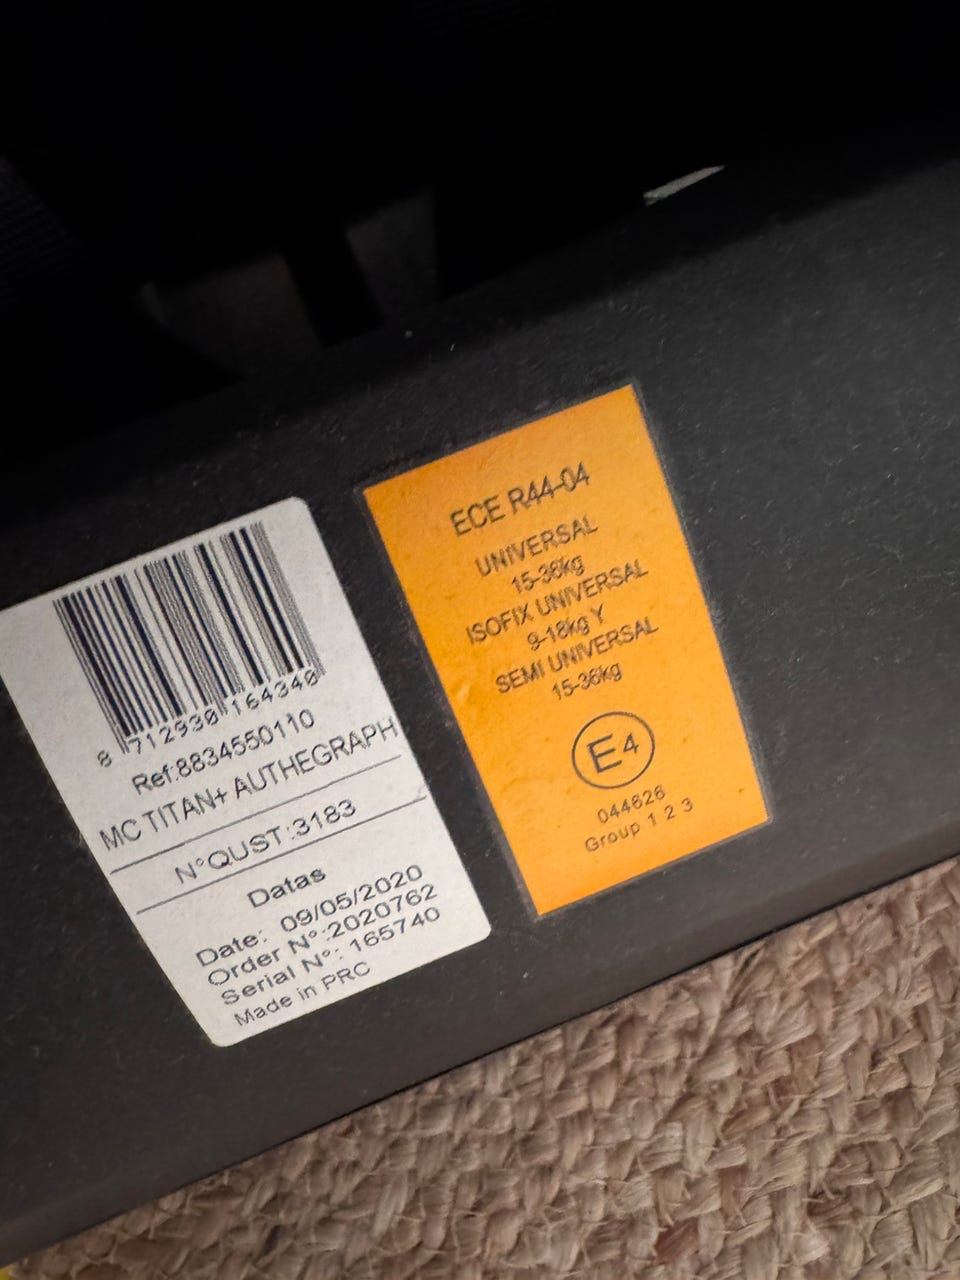 8 712930 164340
Ref:8834550110
MC TITAN+ AUTHEGRAPH
N°QUST:3183
Datas
Date: 09/05/2020
Order N°:2020762
Serial N°: 165740
Made in PRC
ECE R44-04
UNIVERSAL
15-36kg
ISOFIX UNIVERSAL
9-18kg Y
SEMI UNIVERSAL
15-36kg
E4
044626
Group 1 2 3